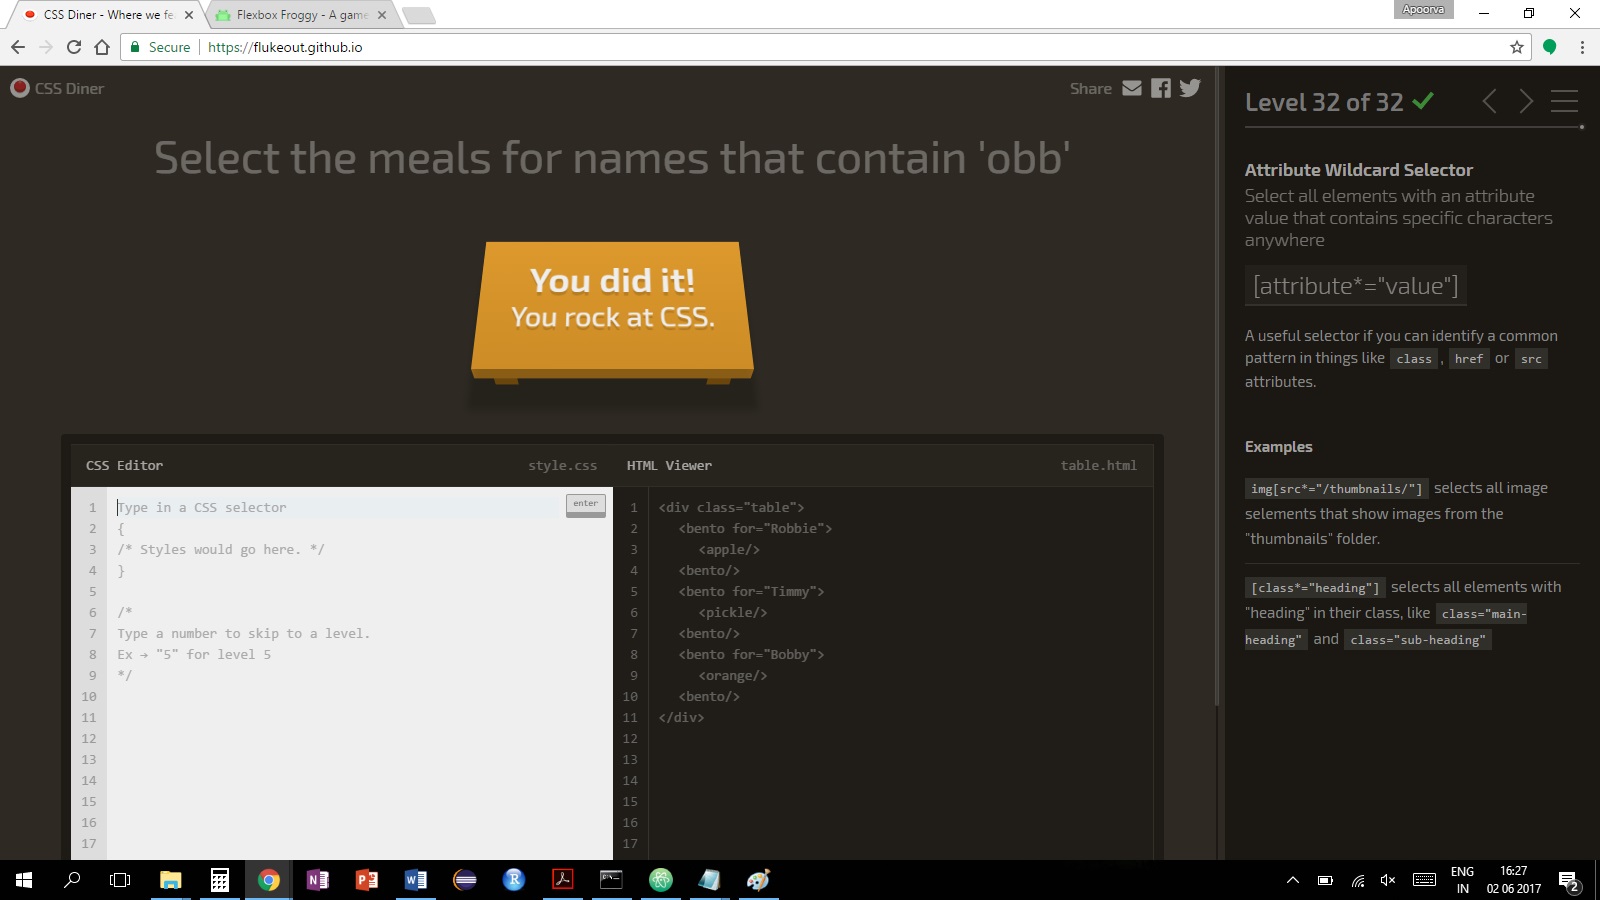 CSS Diner - Where we fe
Flexbox Froggy - A game
Apoorva
Secure
https://flukeout.github.io
CSS Diner
Share
Select the meals for names that contain 'obb'
You did it!
You rock at CSS.
CSS Editor
style.css
HTML Viewer
table.html
1 Type in a CSS selector
enter
2 {
3 /* Styles would go here. */
4 }
5
6 /*
7 Type a number to skip to a level.
8 Ex → "5" for level 5
9 */
10
11
12
13
14
15
16
17
1 <div class="table">
2 <bento for="Robbie">
3 <apple/>
4 <bento/>
5 <bento for="Timmy">
6 <pickle/>
7 <bento/>
8 <bento for="Bobby">
9 <orange/>
10 <bento/>
11 </div>
12
13
14
15
16
17
Level 32 of 32
Attribute Wildcard Selector
Select all elements with an attribute
value that contains specific characters
anywhere
[attribute*="value"]
A useful selector if you can identify a common
pattern in things like class , href or src
attributes.
Examples
img[src*="/thumbnails/"] selects all image
selements that show images from the
"thumbnails" folder.
[class*="heading"] selects all elements with
"heading" in their class, like class="main-
heading" and class="sub-heading"
ENG
IN
16:27
02 06 2017
2